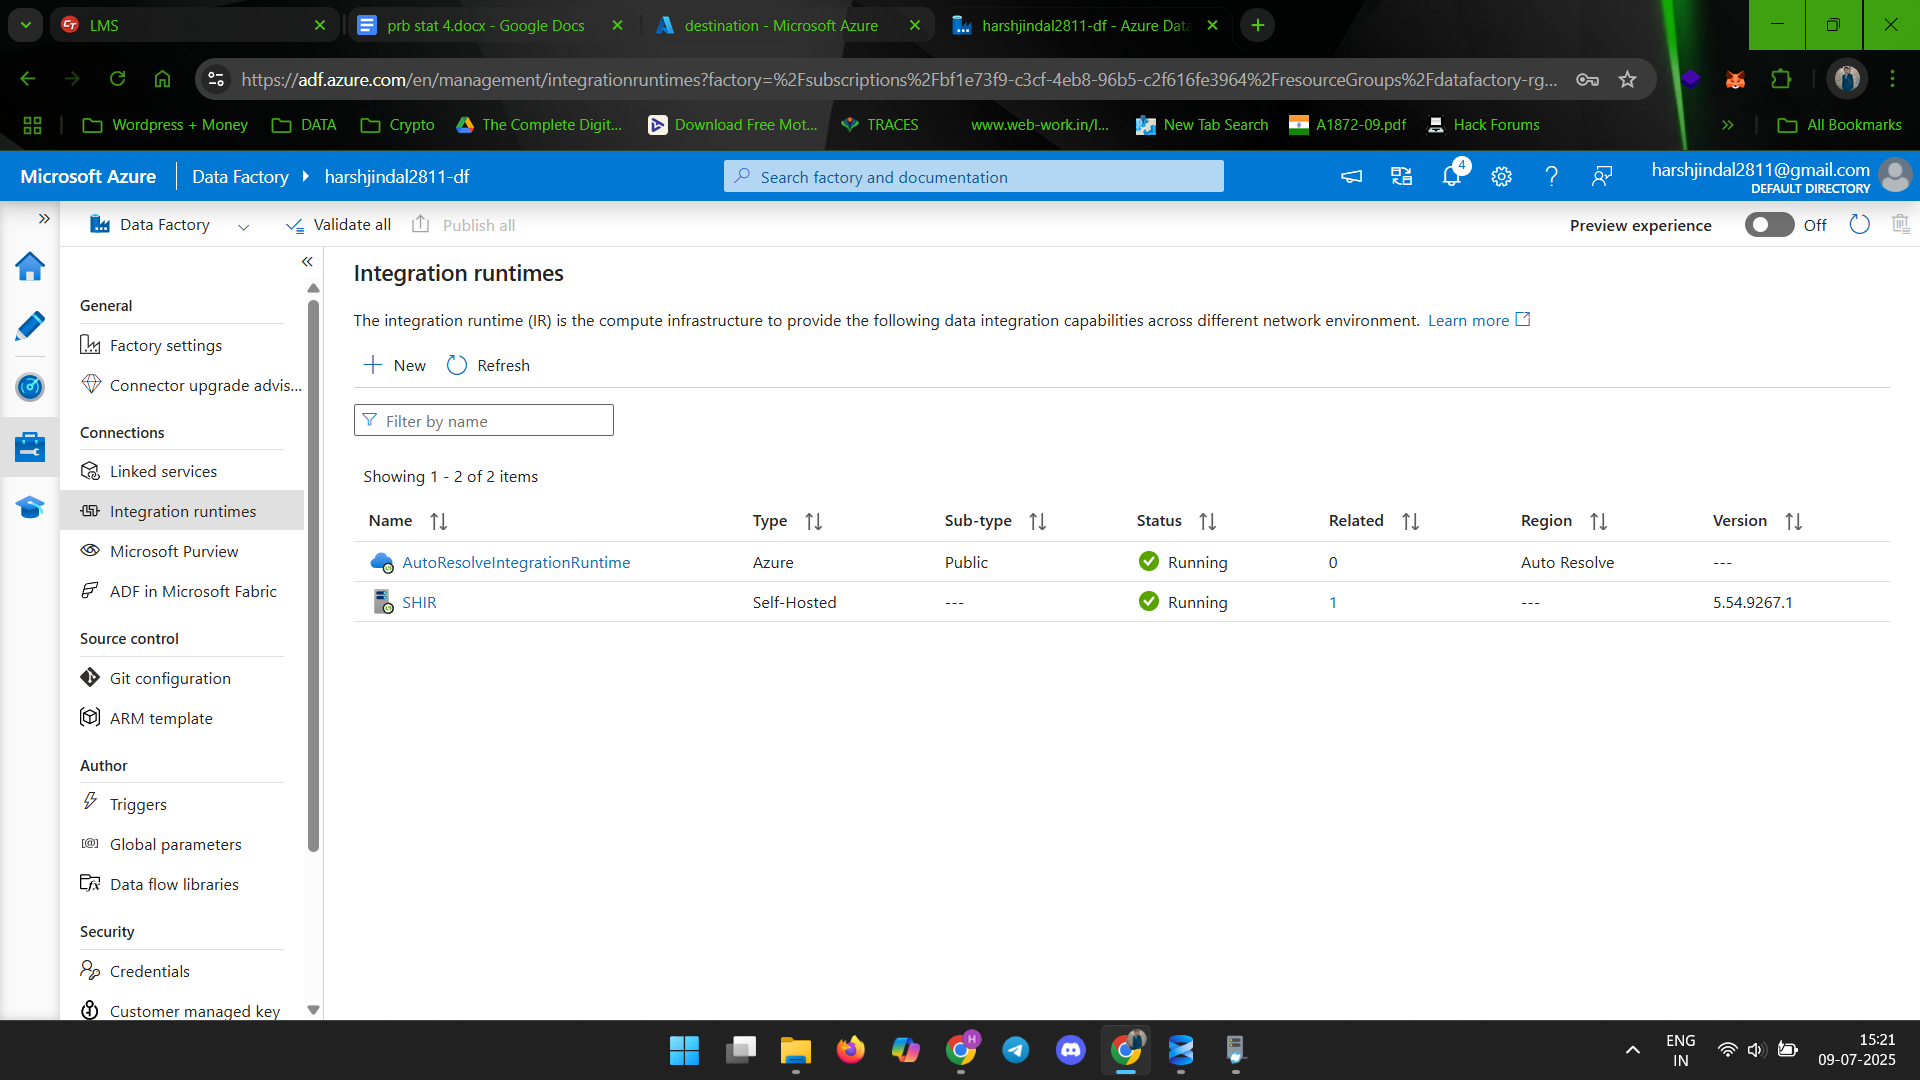 LMS
prb stat 4.docx - Google Docs
destination - Microsoft Azure
harshjindal2811-df - Azure Data
https://adf.azure.com/en/management/integrationruntimes?factory=%2Fsubscriptions%2Fbf1e73f9-c3cf-4eb8-96b5-c2f616fe3964%2FresourceGroups%2Fdatafactory-rg...
Wordpress + Money
DATA
Crypto
The Complete Digit...
Download Free Mot...
TRACES
www.web-work.in/l...
New Tab Search
A1872-09.pdf
Hack Forums
All Bookmarks
Microsoft Azure
Data Factory
harshjindal2811-df
Search factory and documentation
4
harshjindal2811@gmail.com
DEFAULT DIRECTORY
Data Factory
Validate all
Publish all
Preview experience
Off
General
Factory settings
Connector upgrade advis...
Connections
Linked services
Integration runtimes
Microsoft Purview
ADF in Microsoft Fabric
Source control
Git configuration
ARM template
Author
Triggers
Global parameters
Data flow libraries
Security
Credentials
Customer managed key
Integration runtimes
The integration runtime (IR) is the compute infrastructure to provide the following data integration capabilities across different network environment. Learn more
New
Refresh
Filter by name
Showing 1 - 2 of 2 items
Name Type Sub-type Status Related Region Version
AutoResolveIntegrationRuntime Azure Public Running 0 Auto Resolve ---
SHIR Self-Hosted --- Running 1 --- 5.54.9267.1
H
ENG
IN
15:21
09-07-2025